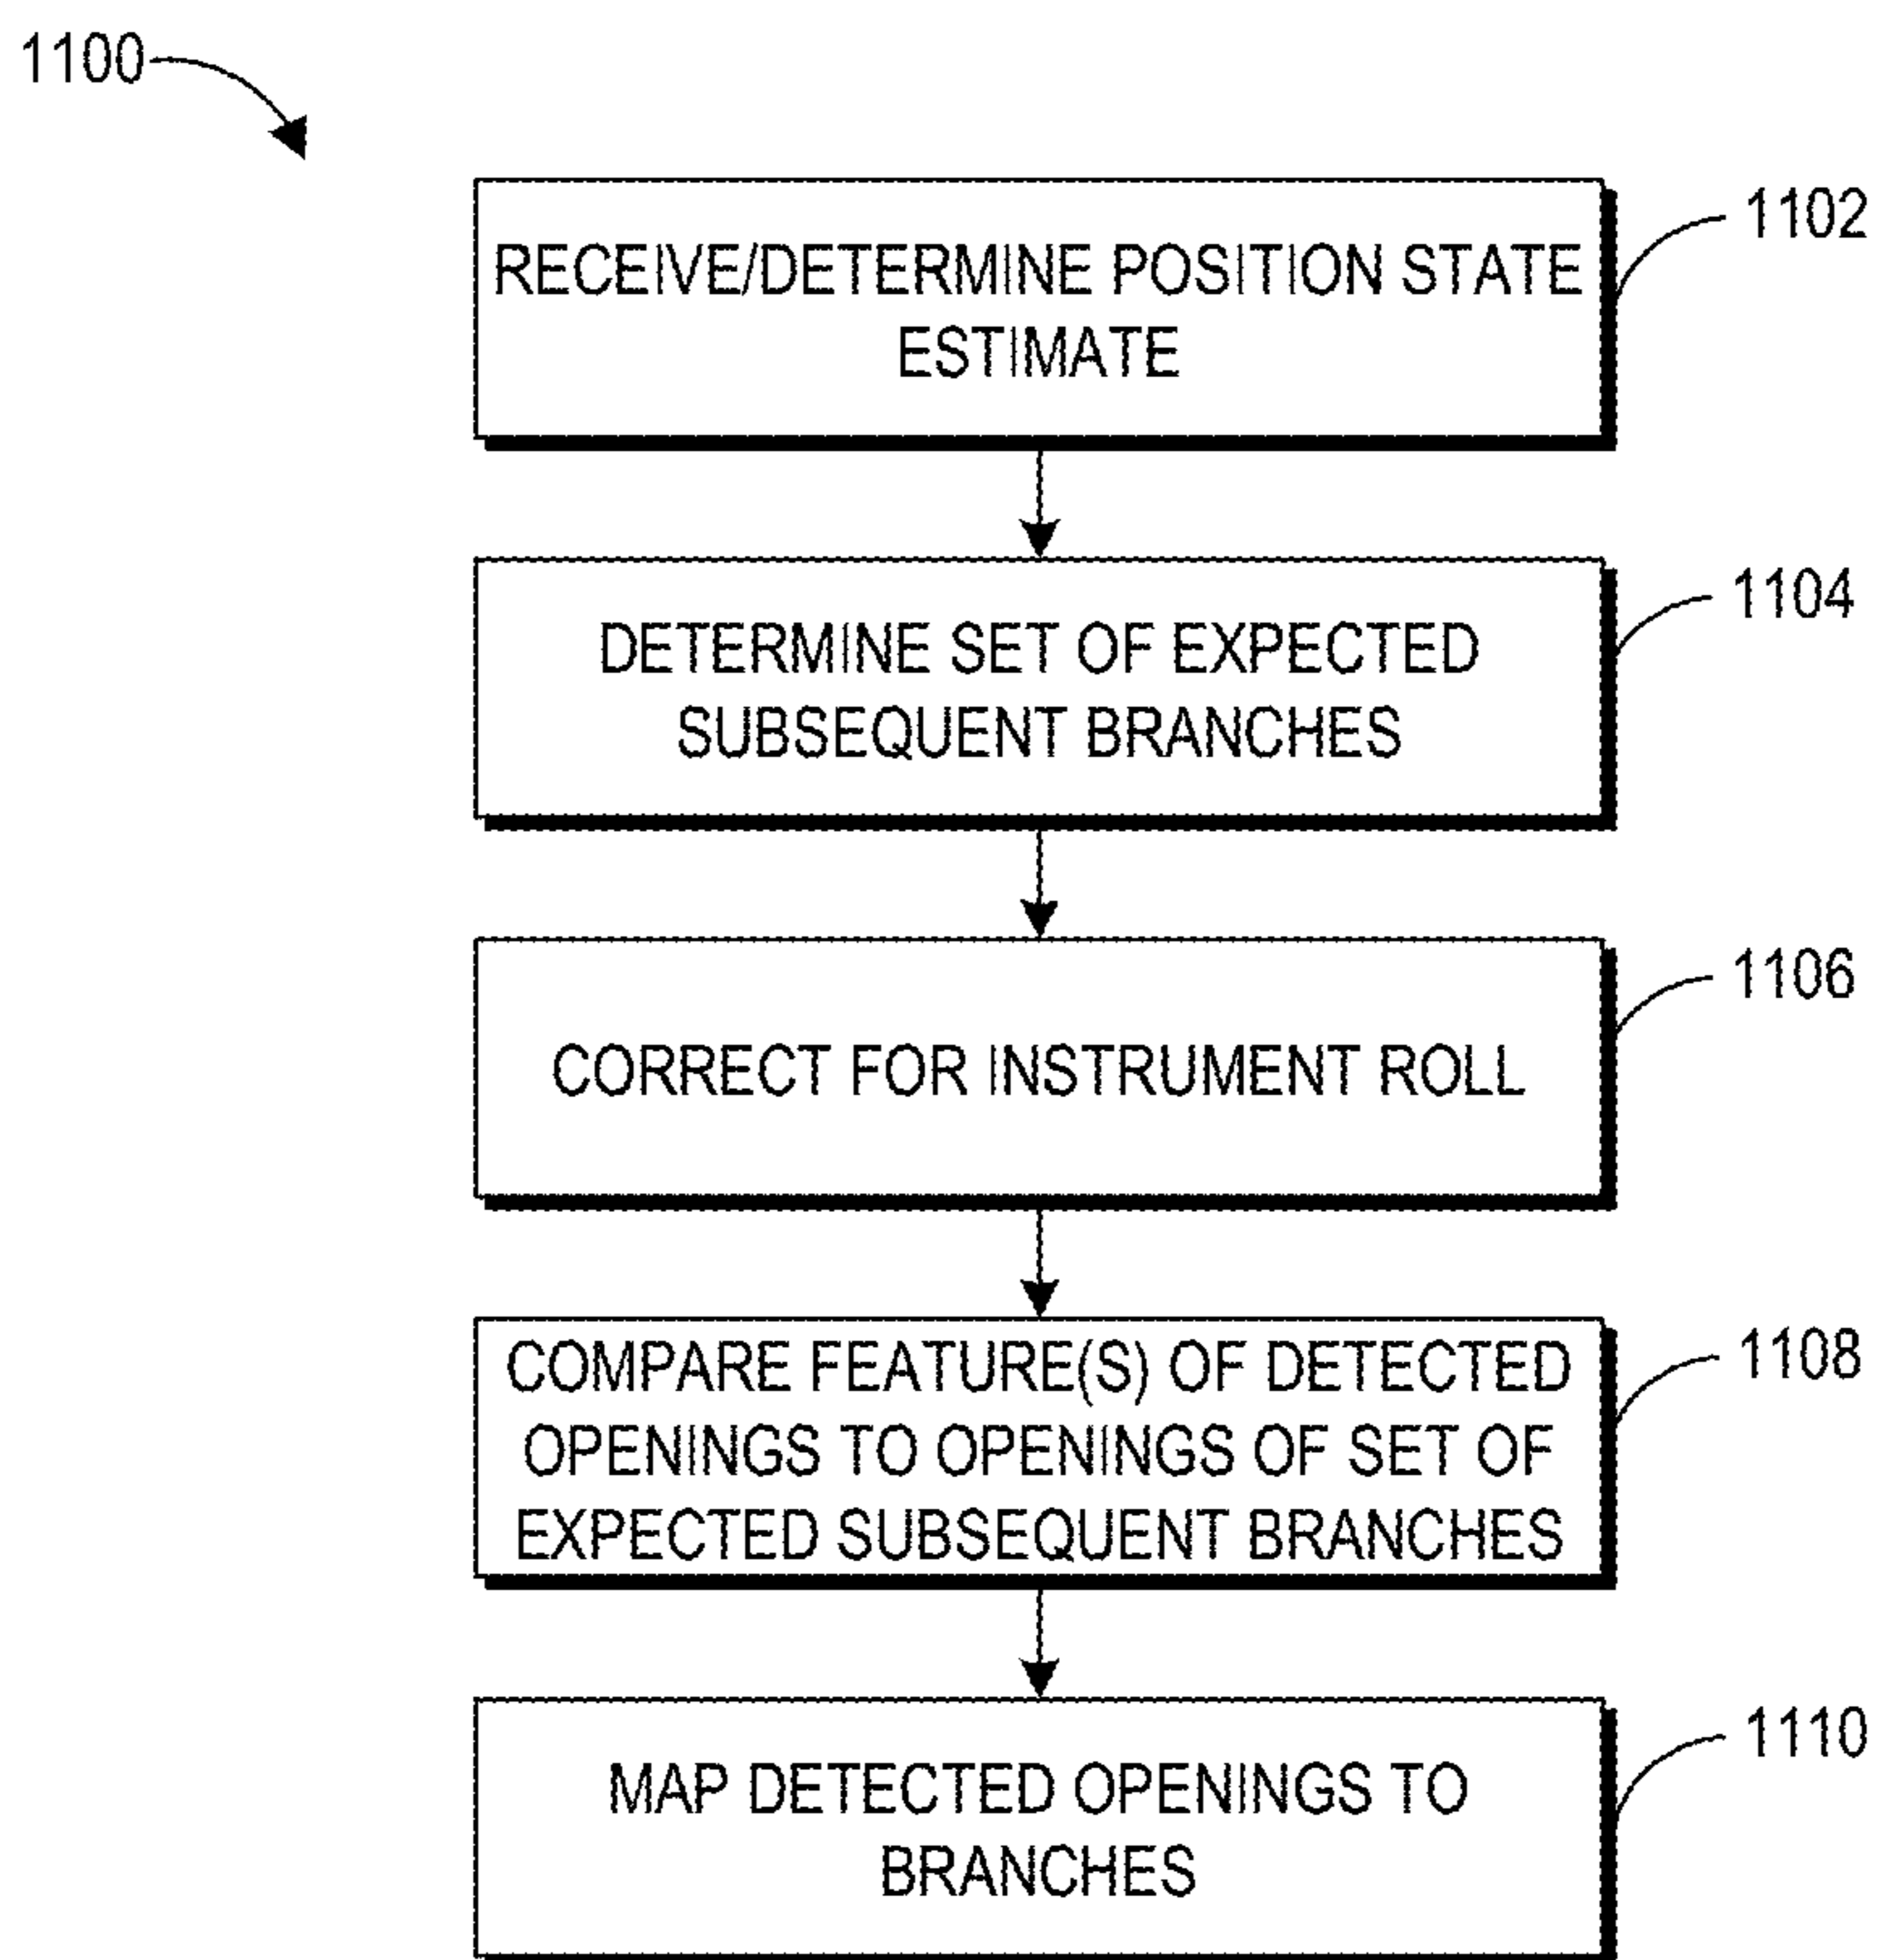 1100
RECEIVE/DETERMINE POSITION STATE
ESTIMATE
1102
DETERMINE SET OF EXPECTED
SUBSEQUENT BRANCHES
1104
CORRECT FOR INSTRUMENT ROLL
1106
COMPARE FEATURE(S) OF DETECTED
OPENINGS TO OPENINGS OF SET OF
EXPECTED SUBSEQUENT BRANCHES
1108
MAP DETECTED OPENINGS TO
BRANCHES
1110